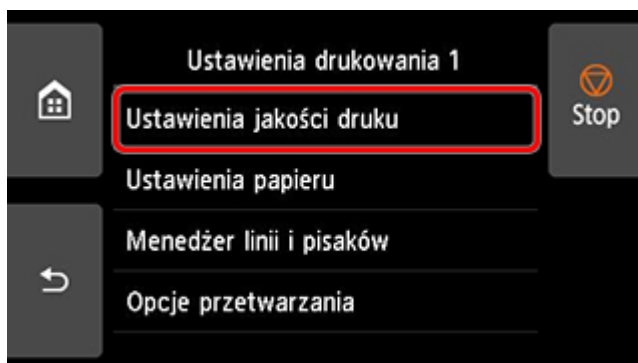 Ustawienia drukowania 1
Ustawienia jakości druku
Stop
Ustawienia papieru
Menedżer linii i pisaków
Opcje przetwarzania